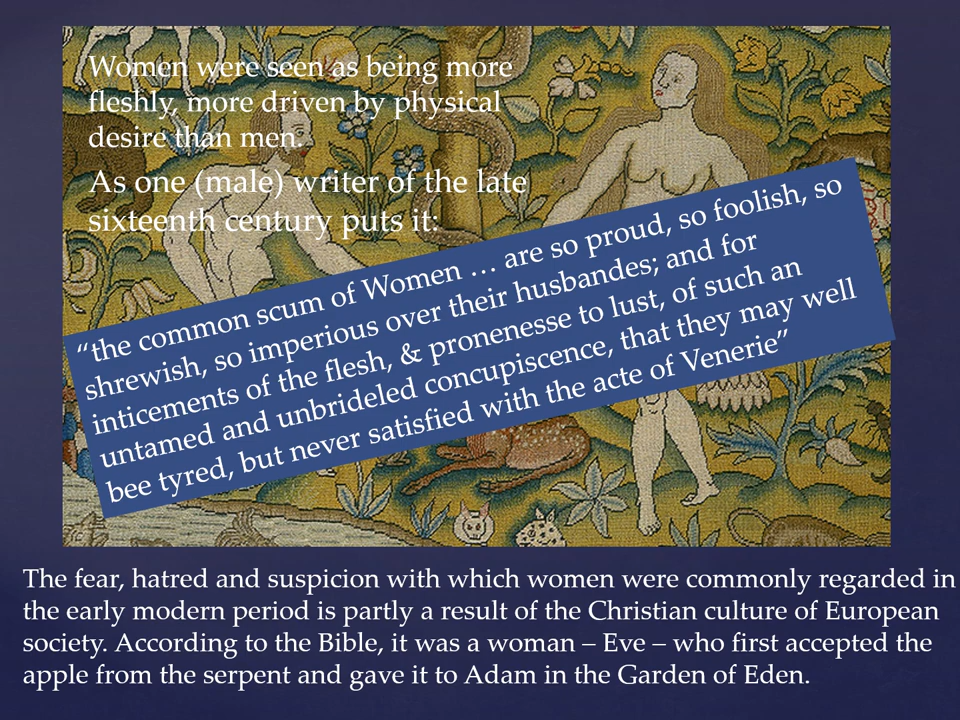 Women were seen as being more
fleshly, more driven by physical
desire than men.
As one (male) writer of the late
sixteenth century puts it:
“the common scum of Women … are so proud, so foolish, so
shrewish, so imperious over their husbandes; and for
inticements of the flesh, & pronenesse to lust, of such an
untamed and unbrideled concupiscence, that they may well
bee tyred, but never satisfied with the acte of Venerie”
The fear, hatred and suspicion with which women were commonly regarded in
the early modern period is partly a result of the Christian culture of European
society. According to the Bible, it was a woman – Eve – who first accepted the
apple from the serpent and gave it to Adam in the Garden of Eden.